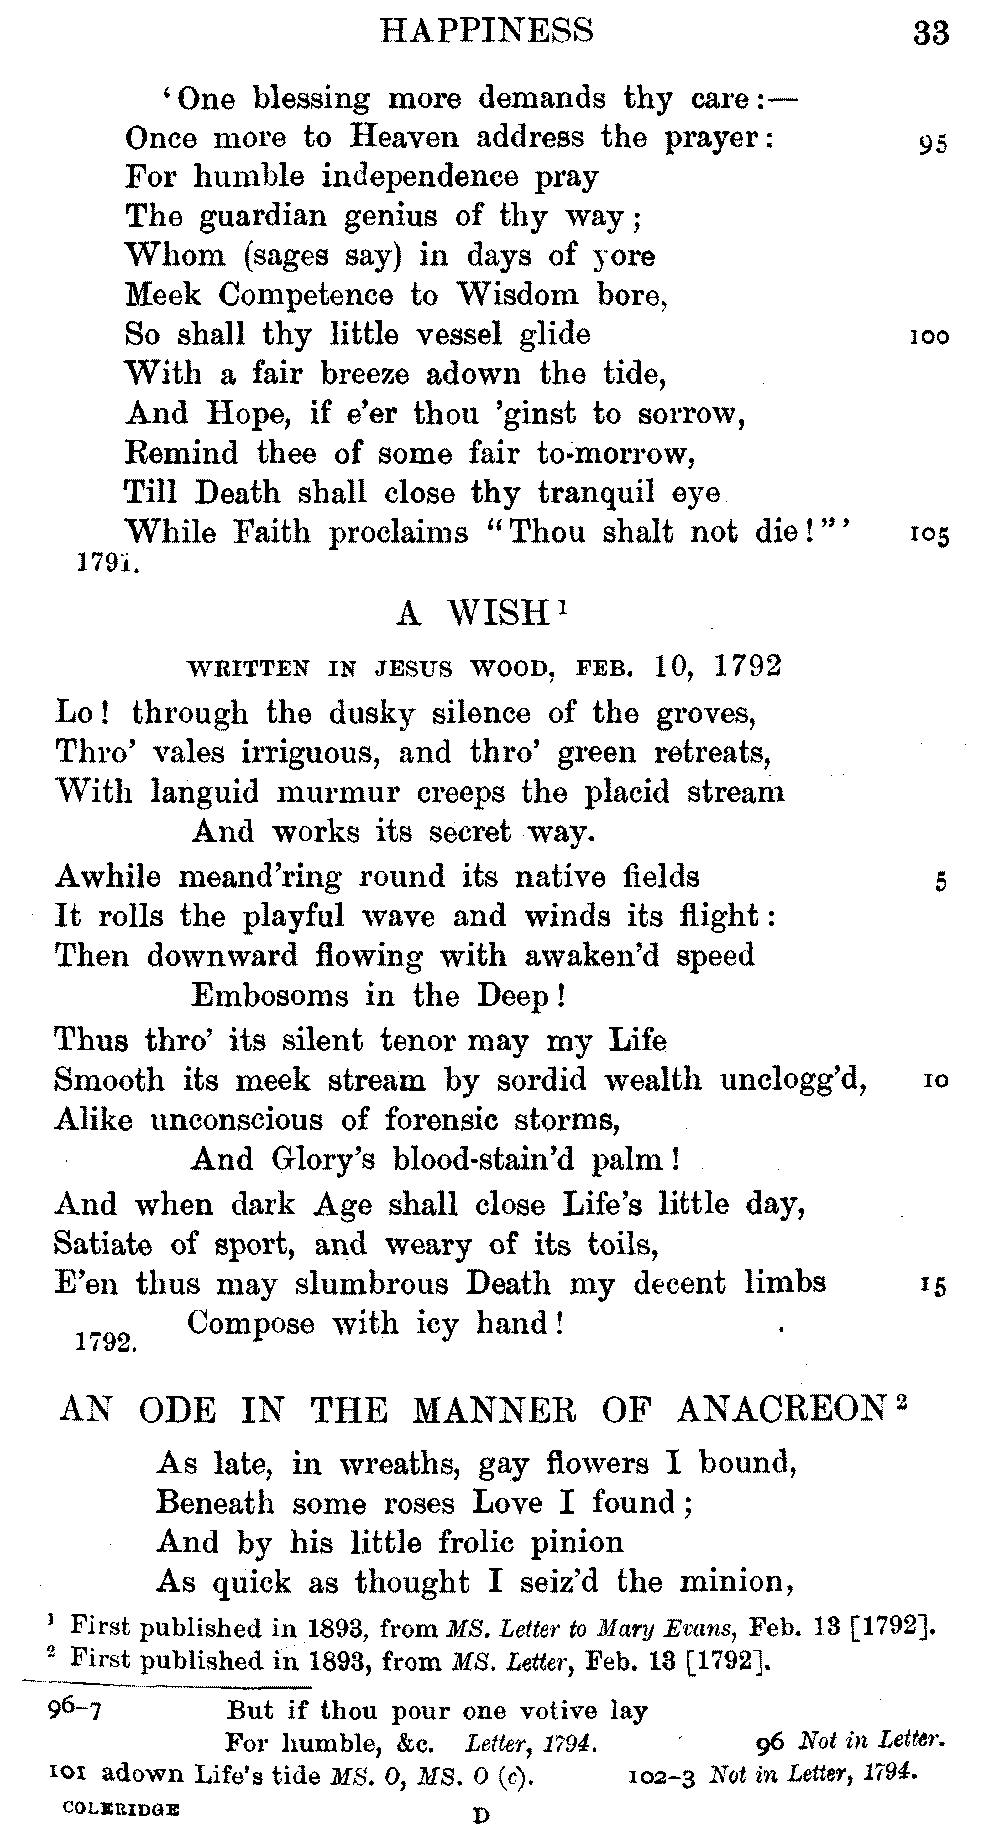 HAPPINESS 33
‘One blessing more demands thy care:—
Once more to Heaven address the prayer: 95
For humble independence pray
The guardian genius of thy way;
Whom (sages say) in days of yore
Meek Competence to Wisdom bore,
So shall thy little vessel glide 100
With a fair breeze adown the tide,
And Hope, if e’er thou ’ginst to sorrow,
Remind thee of some fair to-morrow,
Till Death shall close thy tranquil eye
While Faith proclaims “Thou shalt not die!”’ 105
1791.
A WISH¹
WRITTEN IN JESUS WOOD, FEB. 10, 1792
Lo! through the dusky silence of the groves,
Thro’ vales irriguous, and thro’ green retreats,
With languid murmur creeps the placid stream
And works its secret way.
Awhile meand’ring round its native fields 5
It rolls the playful wave and winds its flight:
Then downward flowing with awaken’d speed
Embosoms in the Deep!
Thus thro’ its silent tenor may my Life
Smooth its meek stream by sordid wealth unclogg’d, 10
Alike unconscious of forensic storms,
And Glory’s blood-stain’d palm!
And when dark Age shall close Life’s little day,
Satiate of sport, and weary of its toils,
E’en thus may slumbrous Death my decent limbs 15
Compose with icy hand!
1792.
AN ODE IN THE MANNER OF ANACREON²
As late, in wreaths, gay flowers I bound,
Beneath some roses Love I found;
And by his little frolic pinion
As quick as thought I seiz’d the minion,
¹ First published in 1893, from MS. Letter to Mary Evans, Feb. 13 [1792].
² First published in 1893, from MS. Letter, Feb. 13 [1792].
96-7 But if thou pour one votive lay
For humble, &c. Letter, 1794. 96 Not in Letter.
101 adown Life’s tide MS. O, MS. O (c). 102-3 Not in Letter, 1794.
COLERIDGE D